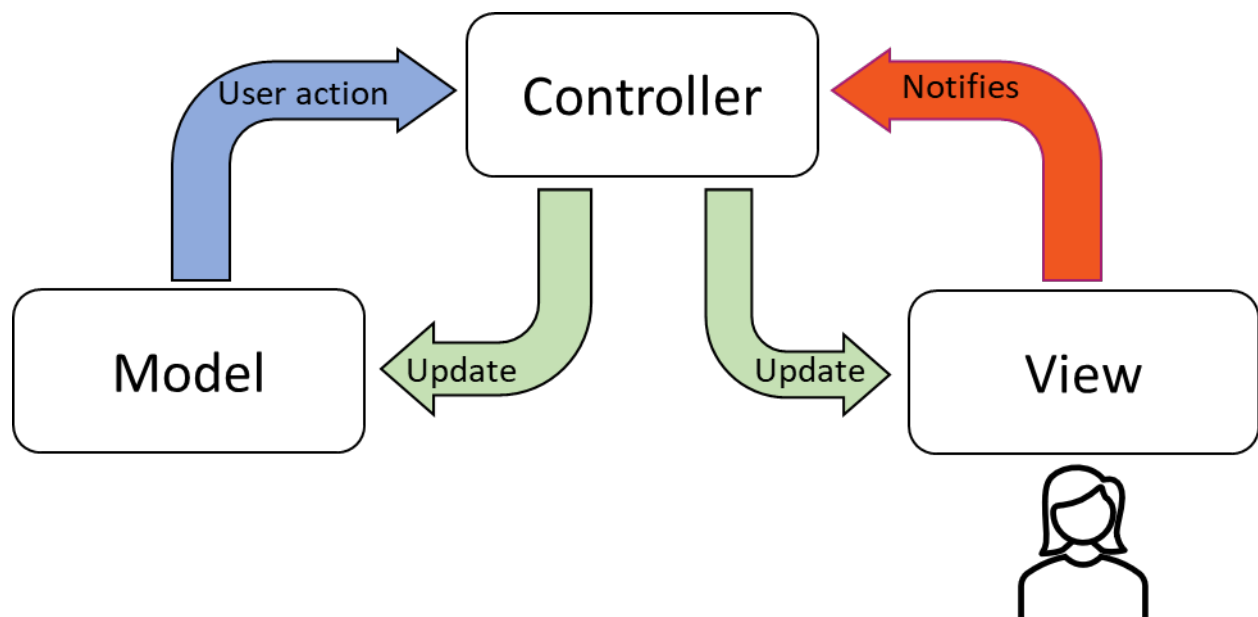 Controller
User action
Notifies
Model
Update
Update
View